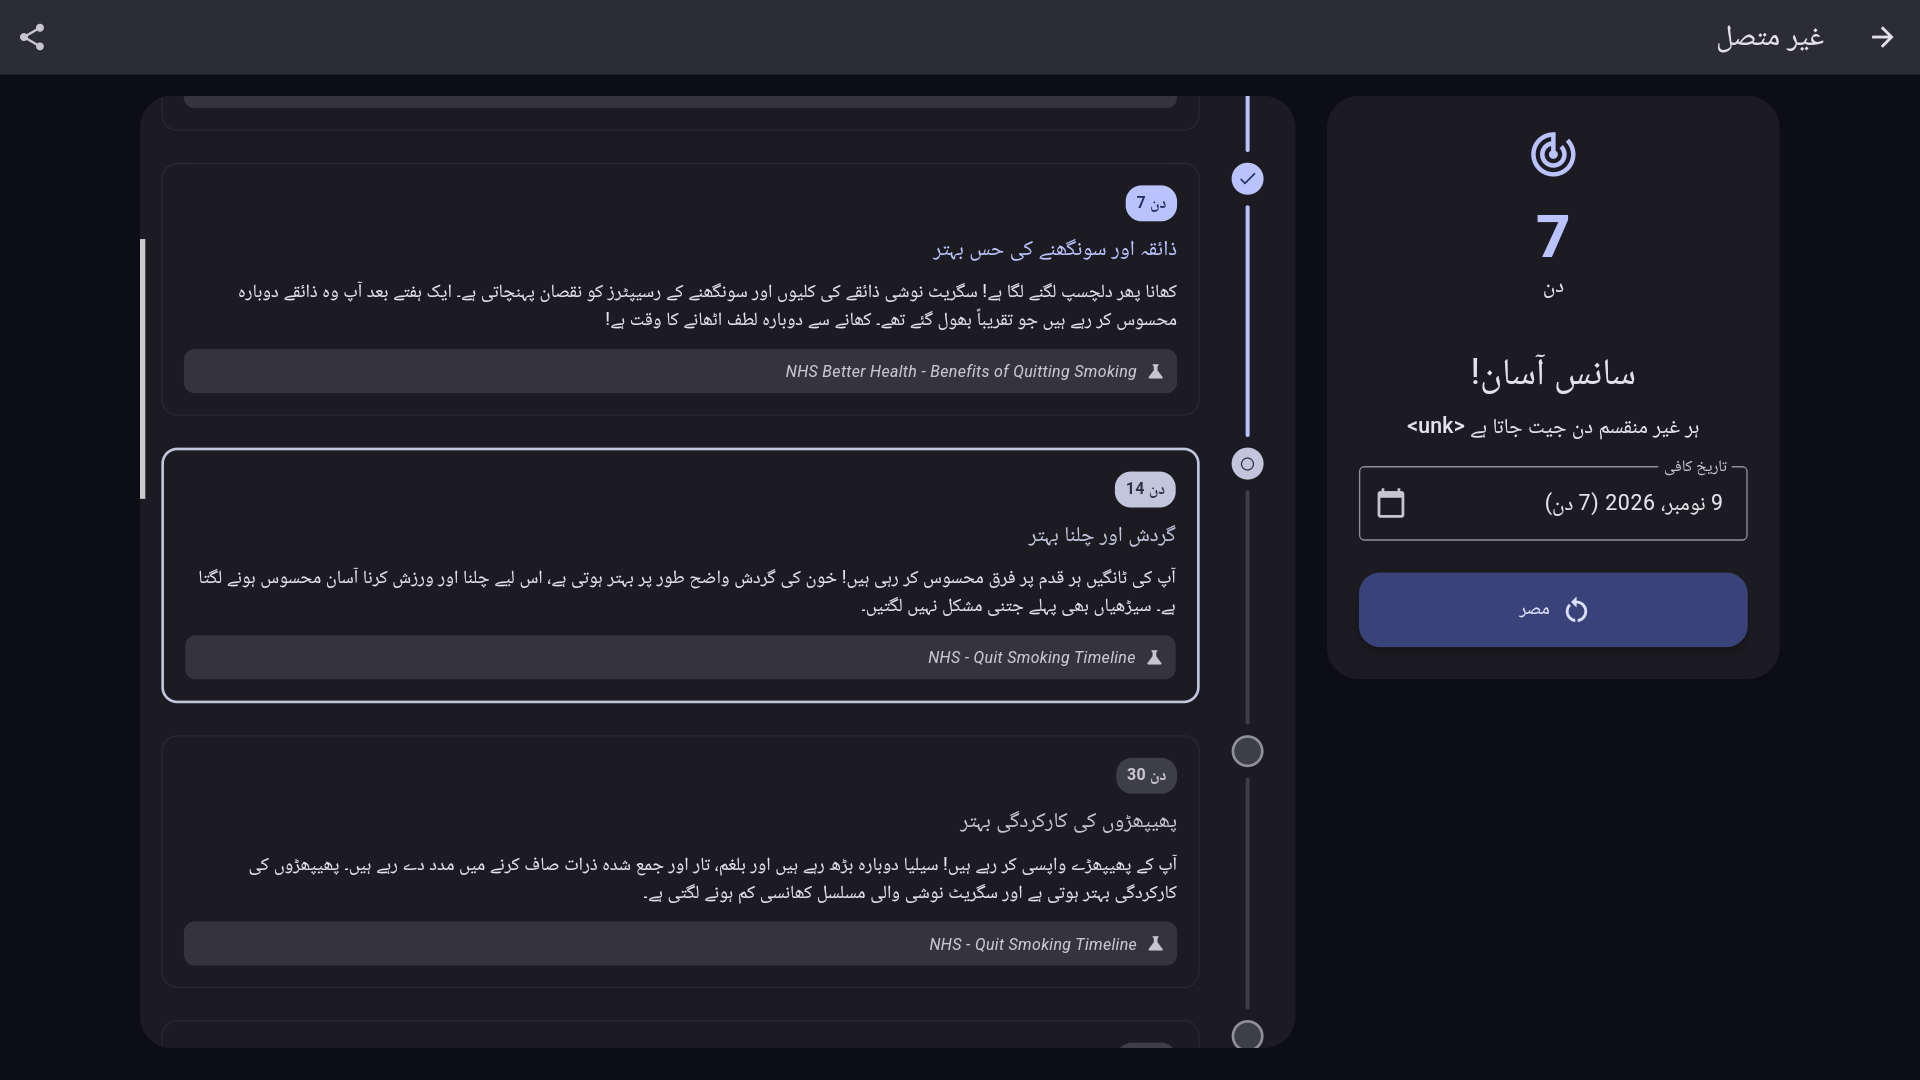 غیر متصل
7
دن
سانس آسان!
ہر غیر منقسم دن جیت جاتا ہے <unk>
تاریخ کافی
9 نومبر، 2026 (7 دن)
مصر
دن 7
ذائقہ اور سونگھنے کی حس بہتر
کھانا پھر دلچسپ لگنے لگا ہے! سگریٹ نوشی ذائقے کی کلیوں اور سونگھنے کے رسیپٹرز کو نقصان پہنچاتی ہے۔ ایک ہفتے بعد آپ وہ ذائقے دوبارہ
محسوس کر رہے ہیں جو تقریباً بھول گئے تھے۔ کھانے سے دوبارہ لطف اٹھانے کا وقت ہے!
NHS Better Health - Benefits of Quitting Smoking
دن 14
گردش اور چلنا بہتر
آپ کی ٹانگیں ہر قدم پر فرق محسوس کر رہی ہیں! خون کی گردش واضح طور پر بہتر ہوتی ہے، اس لیے چلنا اور ورزش کرنا آسان محسوس ہونے لگتا
ہے۔ سیڑھیاں بھی پہلے جتنی مشکل نہیں لگتیں۔
NHS - Quit Smoking Timeline
دن 30
پھیپھڑوں کی کارکردگی بہتر
آپ کے پھیپھڑے واپسی کر رہے ہیں! سیلیا دوبارہ بڑھ رہے ہیں اور بلغم، تار اور جمع شدہ ذرات صاف کرنے میں مدد دے رہے ہیں۔ پھیپھڑوں کی
کارکردگی بہتر ہوتی ہے اور سگریٹ نوشی والی مسلسل کھانسی کم ہونے لگتی ہے۔
NHS - Quit Smoking Timeline